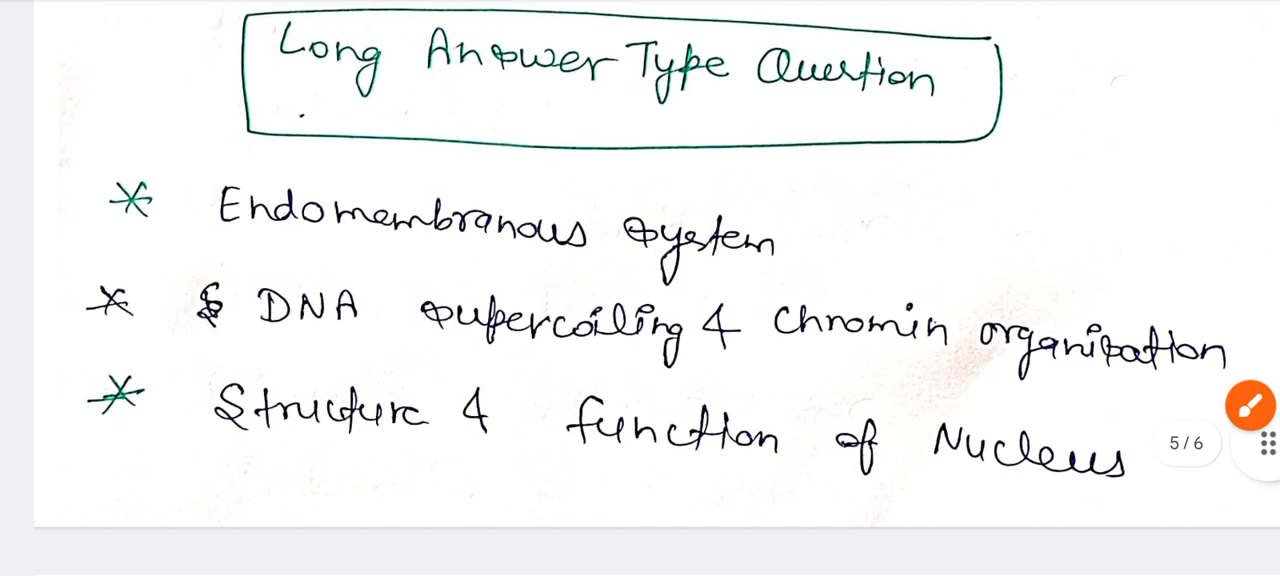 Long Answer Type Question
* Endomembranous system
* & DNA supercoiling & chromin organization
* Structure & function of Nucleus
5/6